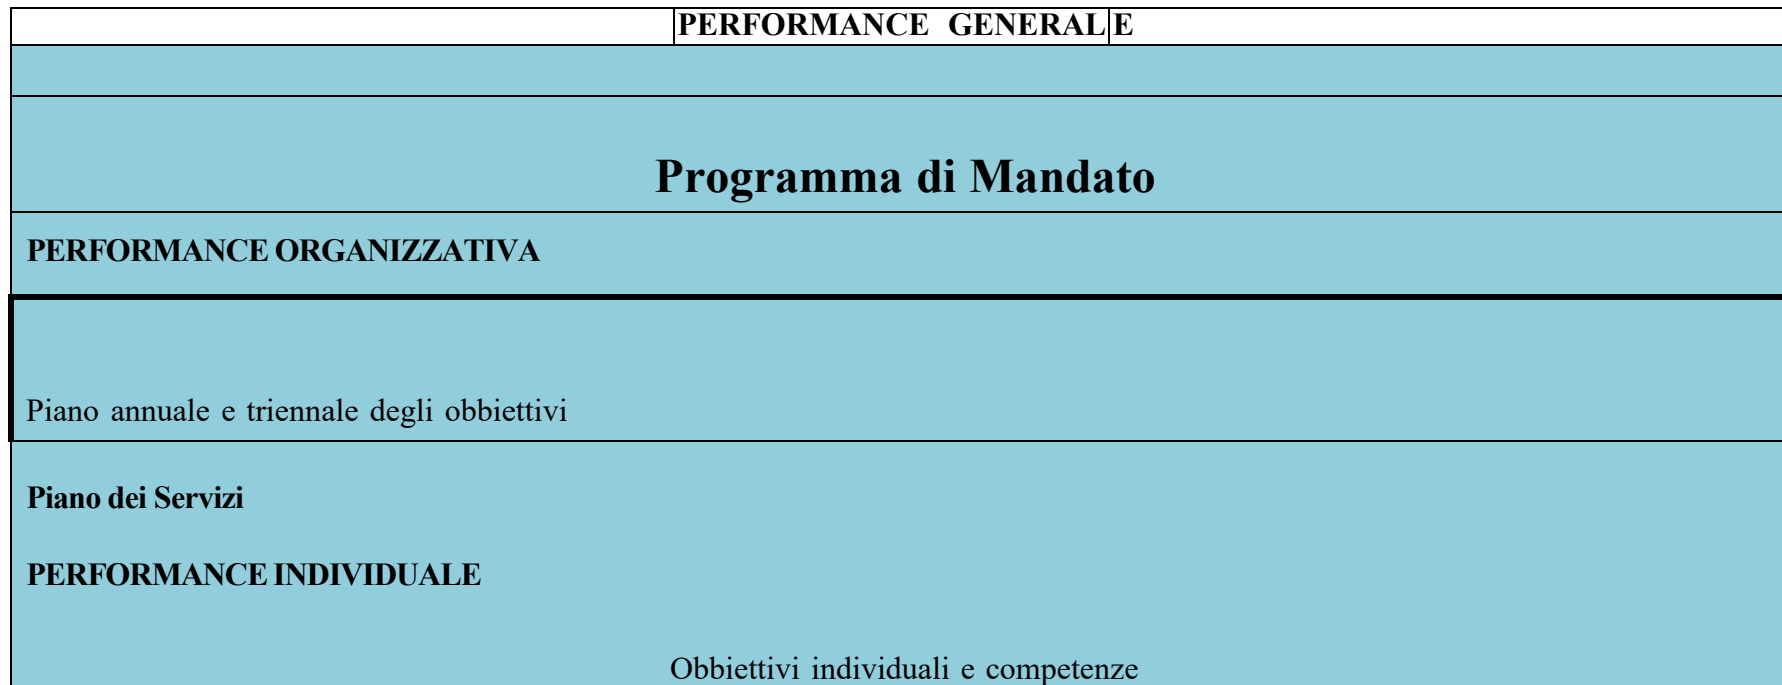 PERFORMANCE GENERALE
Programma di Mandato
PERFORMANCE ORGANIZZATIVA
Piano annuale e triennale degli obbiettivi
Piano dei Servizi
PERFORMANCE INDIVIDUALE
Obbiettivi individuali e competenze